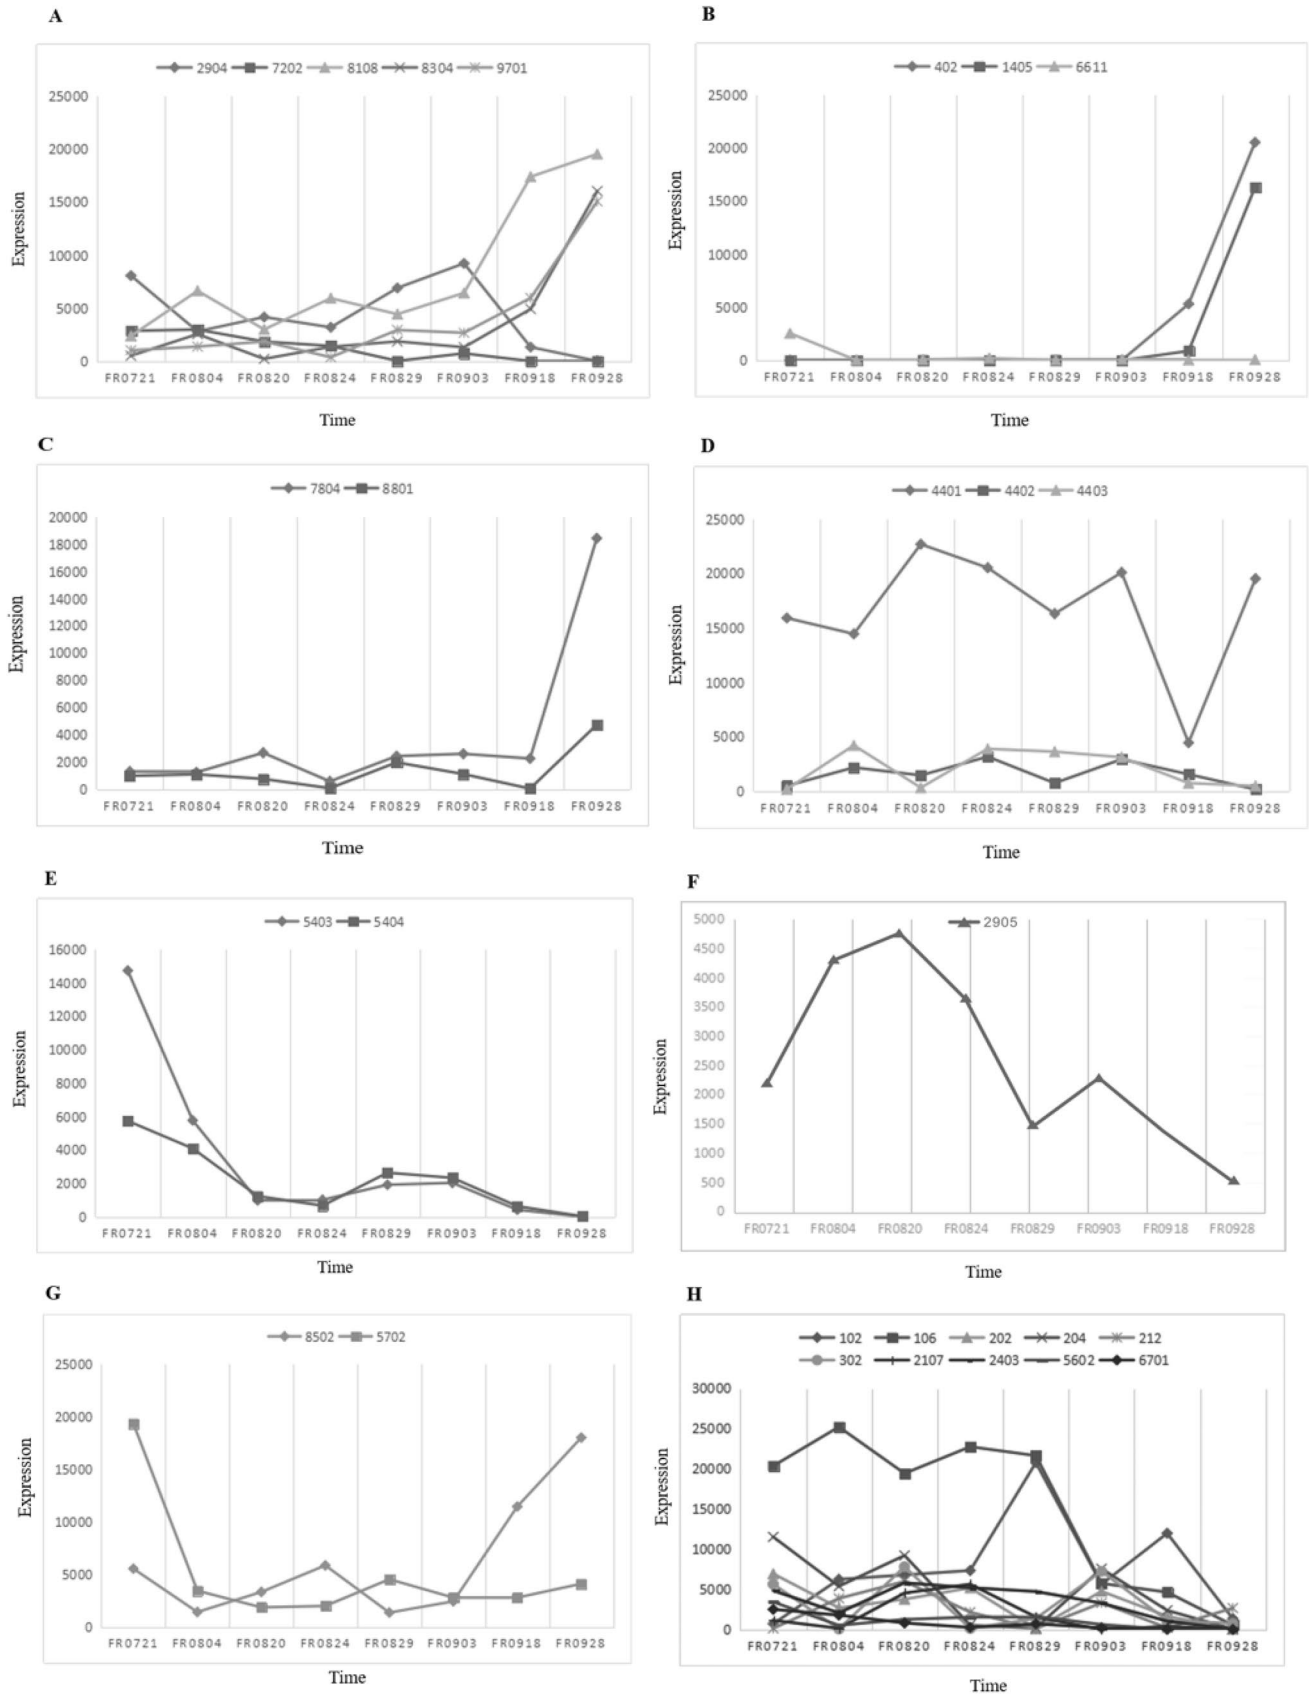 A
2904 7202 8108 8304 9701
25000
20000
15000
10000
5000
0
Expression
FR0721 FR0804 FR0820 FR0824 FR0829 FR0903 FR0918 FR0928
Time
B
402 1405 6611
25000
20000
15000
10000
5000
0
Expression
FR0721 FR0804 FR0820 FR0824 FR0829 FR0903 FR0918 FR0928
Time
C
7804 8801
20000
18000
16000
14000
12000
10000
8000
6000
4000
2000
0
Expression
FR0721 FR0804 FR0820 FR0824 FR0829 FR0903 FR0918 FR0928
Time
D
4401 4402 4403
25000
20000
15000
10000
5000
0
Expression
FR0721 FR0804 FR0820 FR0824 FR0829 FR0903 FR0918 FR0928
Time
E
5403 5404
16000
14000
12000
10000
8000
6000
4000
2000
0
Expression
FR0721 FR0804 FR0820 FR0824 FR0829 FR0903 FR0918 FR0928
Time
F
2905
5000
4500
4000
3500
3000
2500
2000
1500
1000
500
0
Expression
FR0721 FR0804 FR0820 FR0824 FR0829 FR0903 FR0918 FR0928
Time
G
8502 5702
25000
20000
15000
10000
5000
0
Expression
FR0721 FR0804 FR0820 FR0824 FR0829 FR0903 FR0918 FR0928
Time
H
102 106 202 204 212
302 2107 2403 5602 6701
30000
25000
20000
15000
10000
5000
0
Expression
FR0721 FR0804 FR0820 FR0824 FR0829 FR0903 FR0918 FR0928
Time